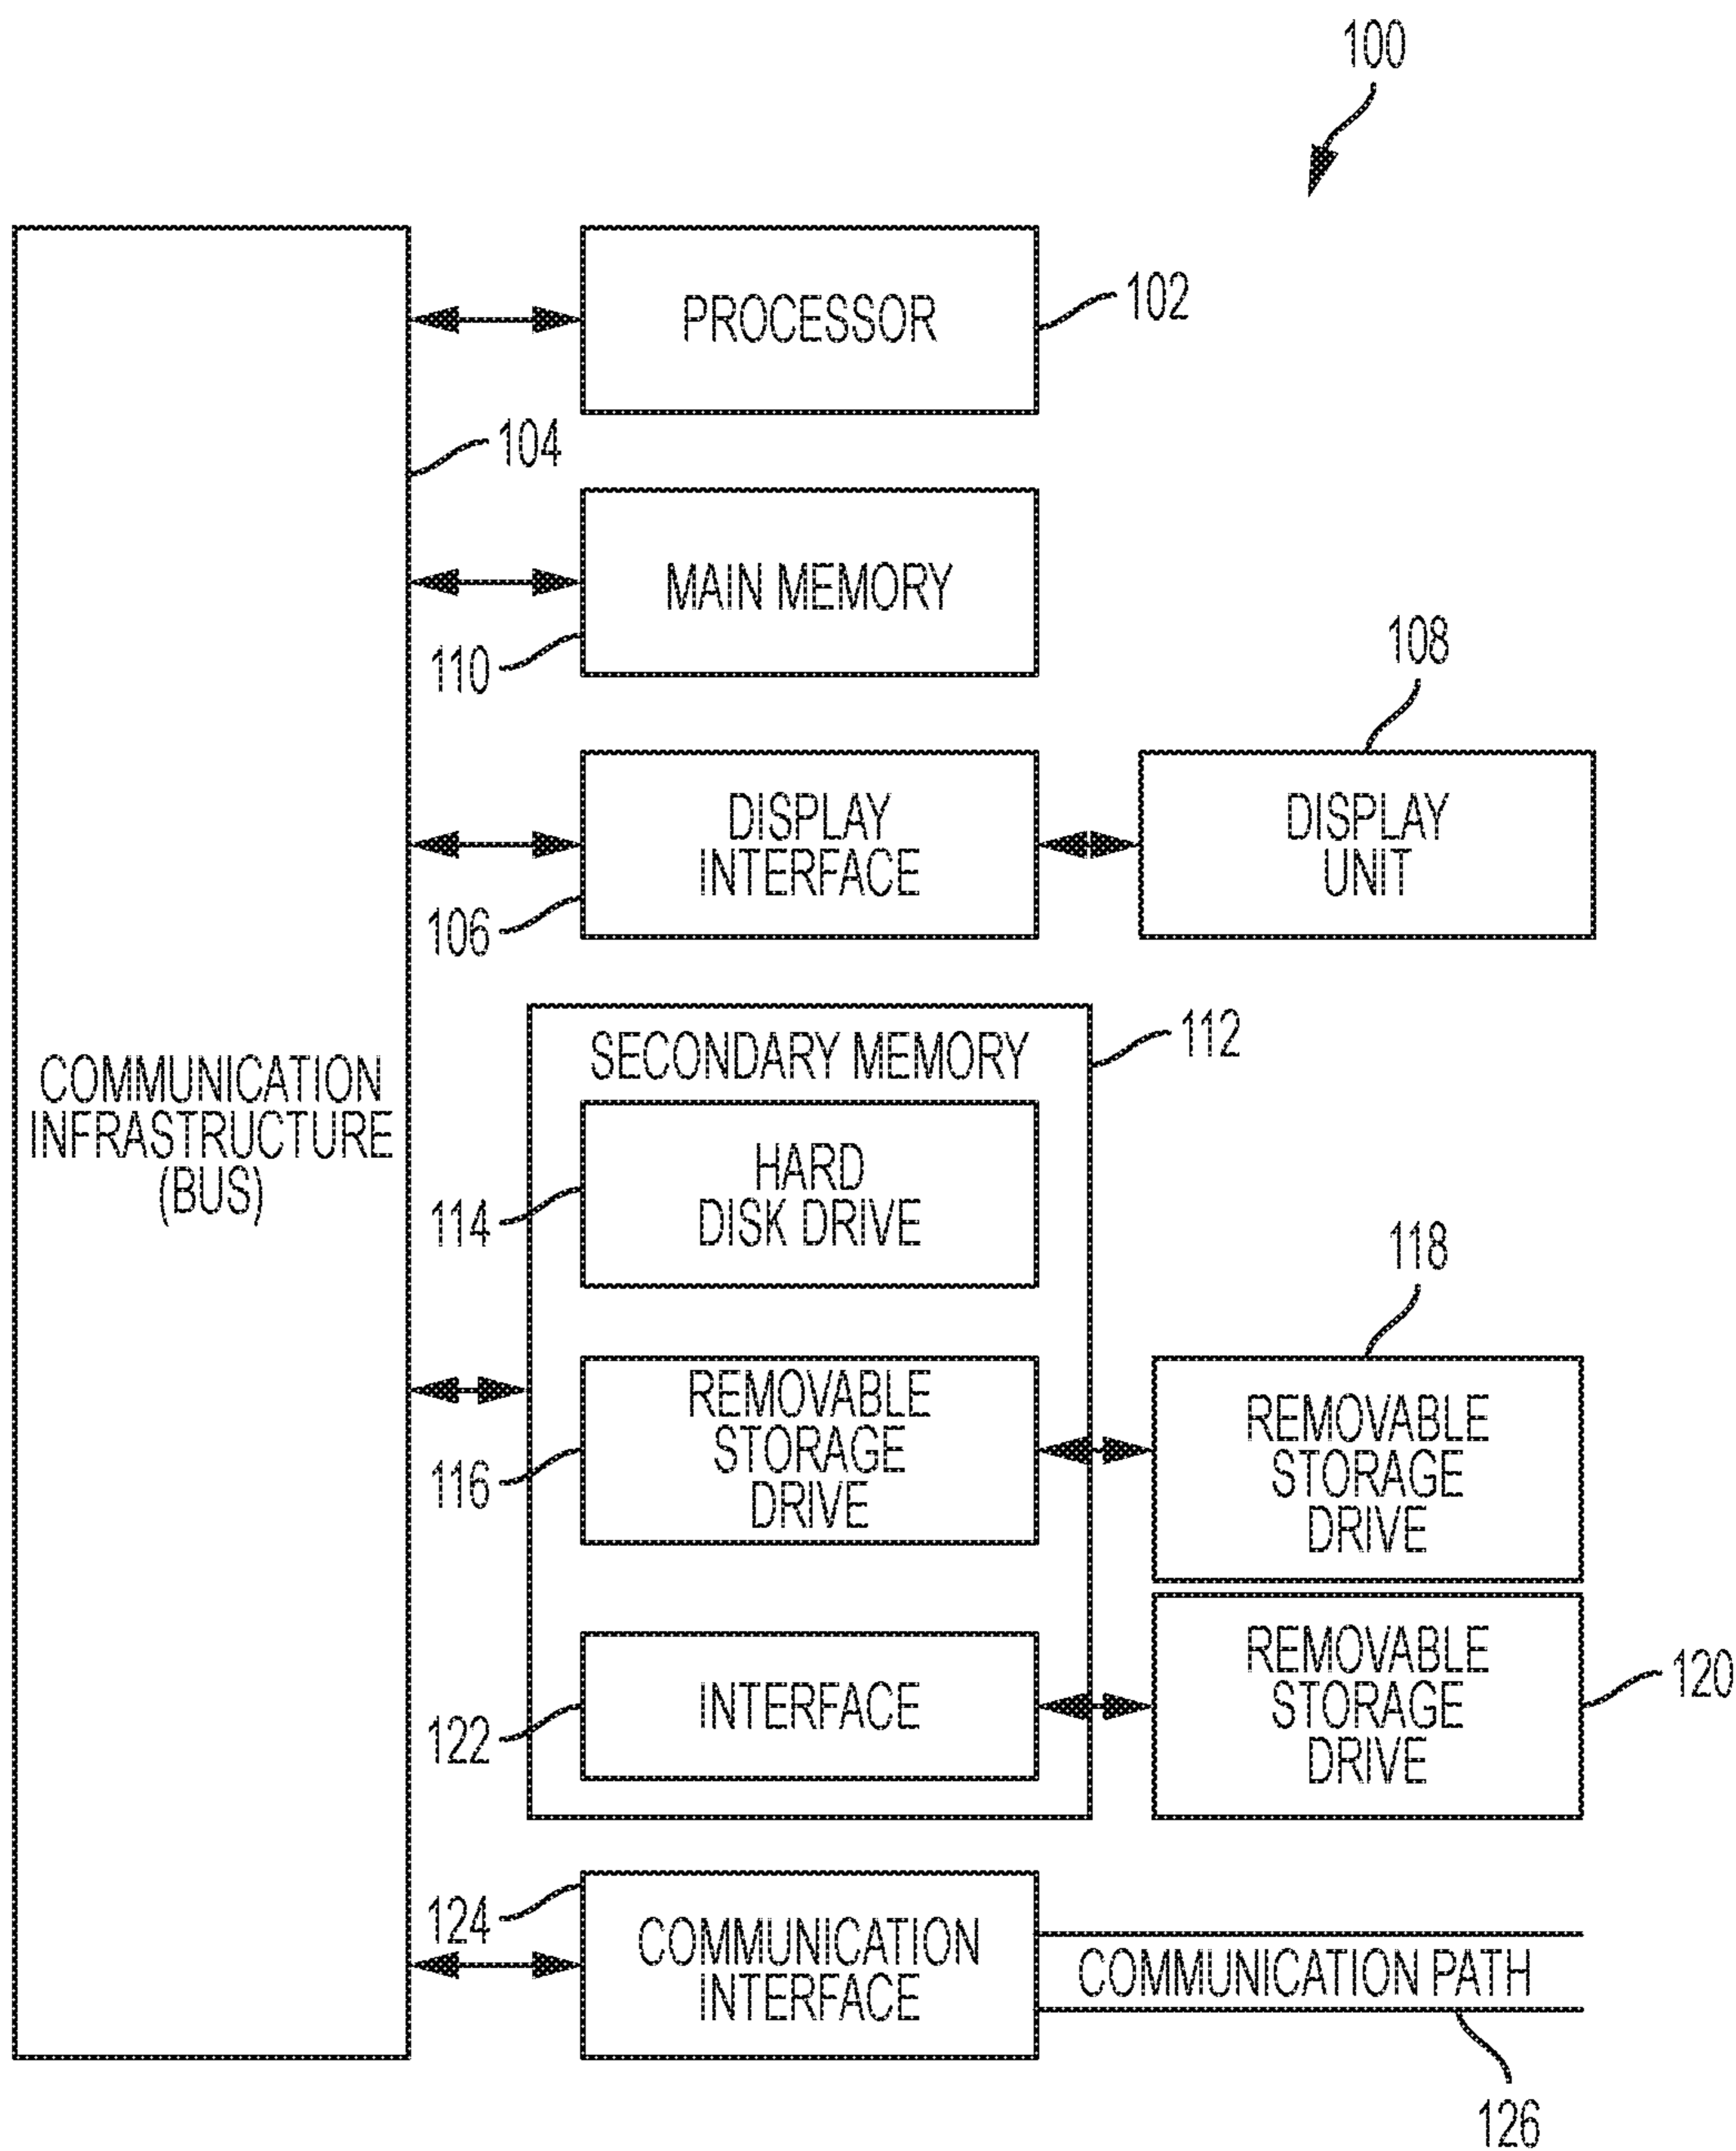 100
PROCESSOR
102
104
MAIN MEMORY
110
108
DISPLAY
INTERFACE
106
DISPLAY
UNIT
COMMUNICATION
INFRASTRUCTURE
(BUS)
SECONDARY MEMORY
112
HARD
DISK DRIVE
114
118
REMOVABLE
STORAGE
DRIVE
116
REMOVABLE
STORAGE
DRIVE
INTERFACE
122
REMOVABLE
STORAGE
DRIVE
120
124
COMMUNICATION
INTERFACE
COMMUNICATION PATH
126